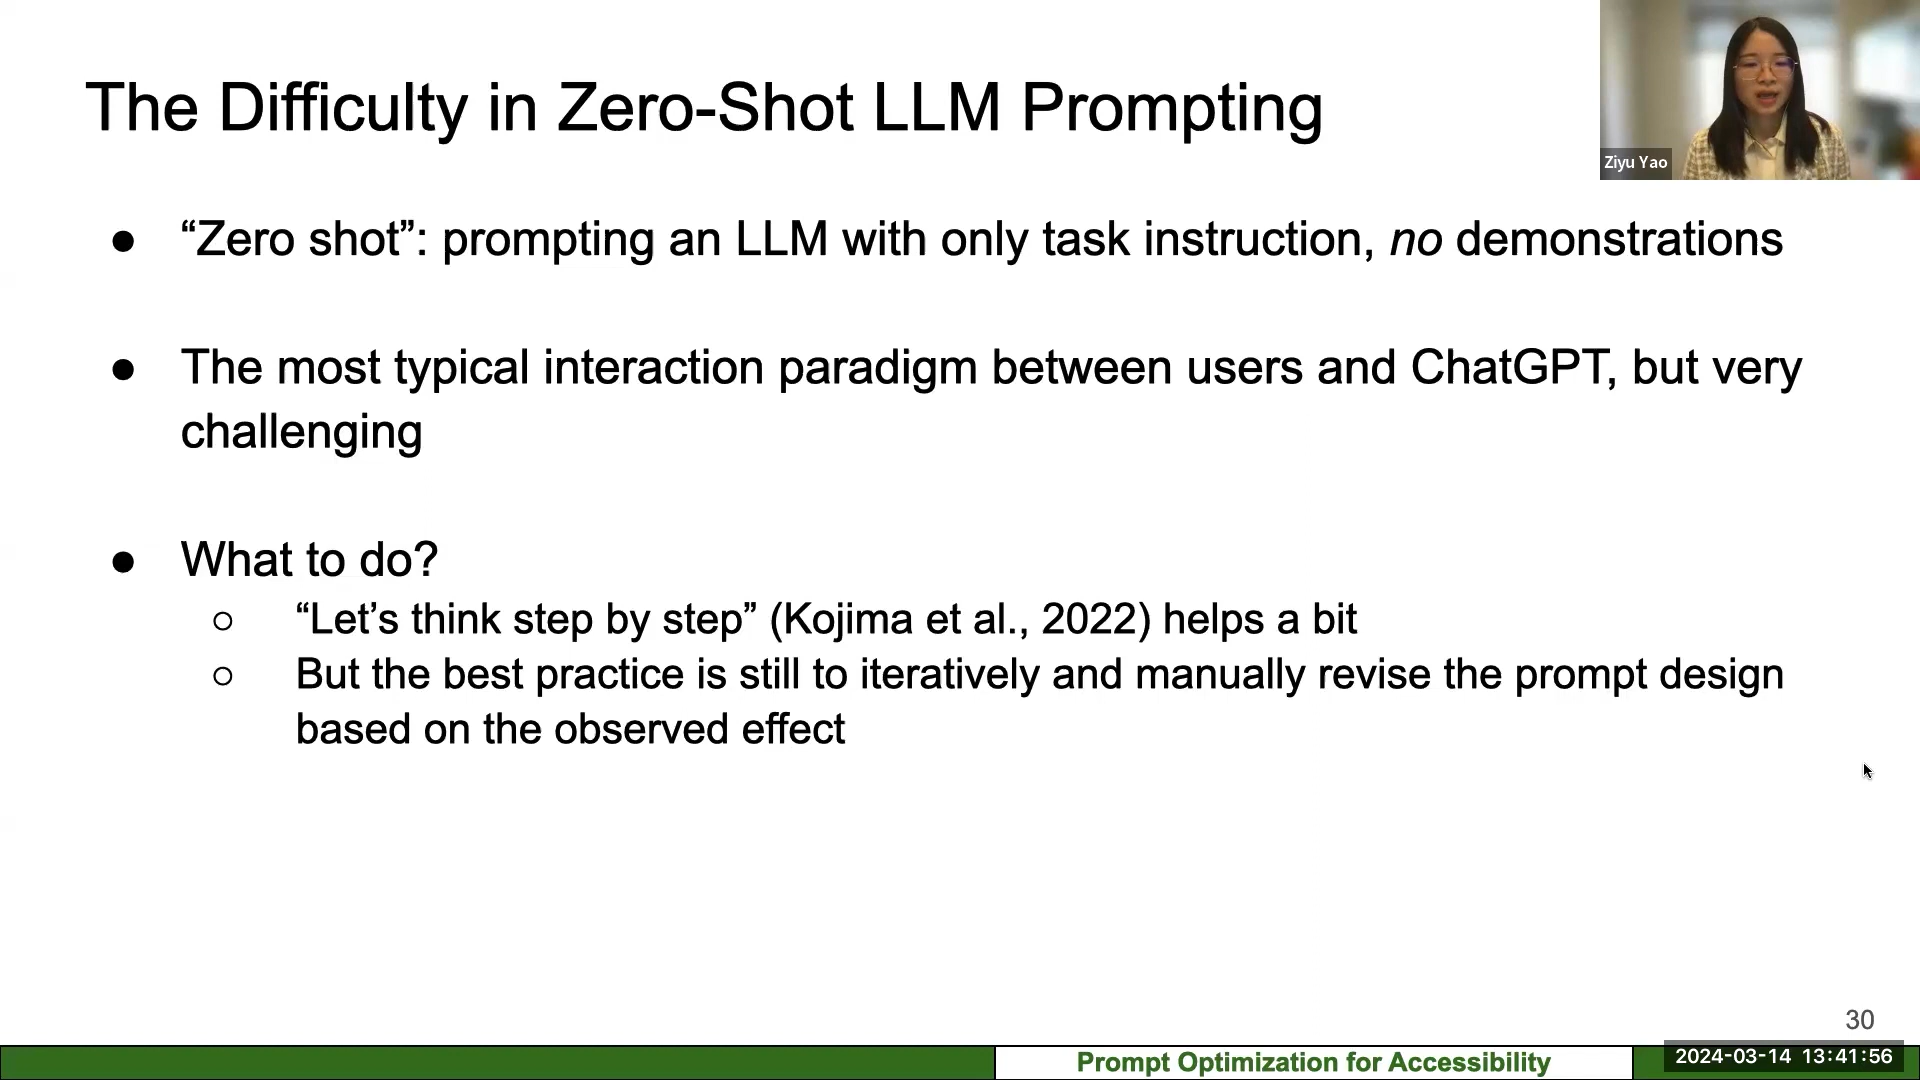 The Difficulty in Zero-Shot LLM Prompting
Ziyu Yao
● “Zero shot”: prompting an LLM with only task instruction, no demonstrations
● The most typical interaction paradigm between users and ChatGPT, but very
challenging
● What to do?
○ “Let’s think step by step” (Kojima et al., 2022) helps a bit
○ But the best practice is still to iteratively and manually revise the prompt design
based on the observed effect
30
Prompt Optimization for Accessibility
2024-03-14 13:41:56